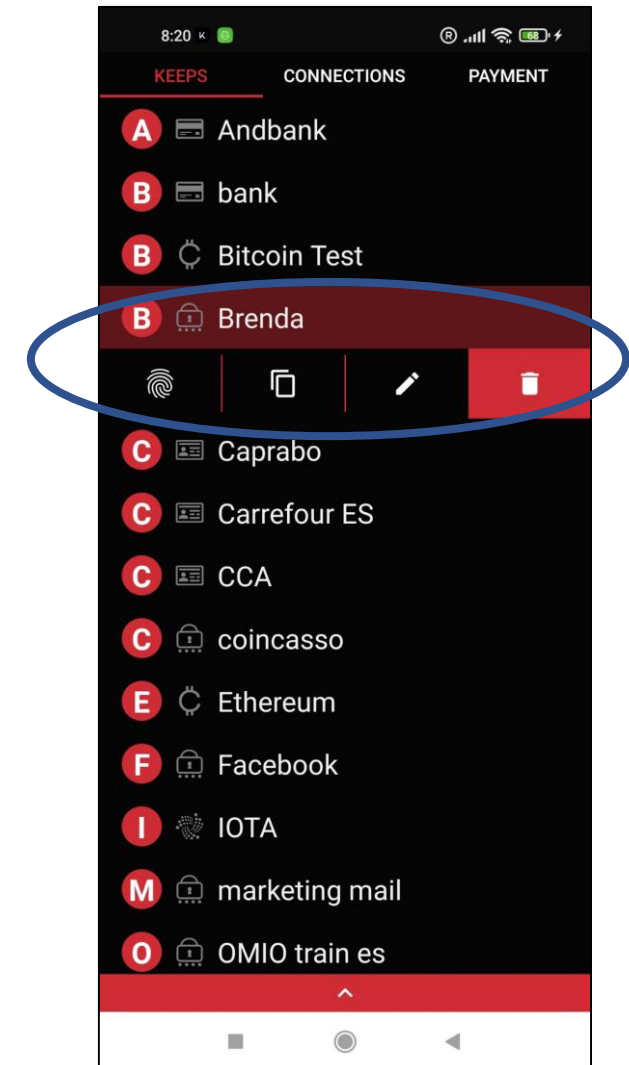 8:20 K ® 68
KEEPS CONNECTIONS PAYMENT
A Andbank
B bank
B Bitcoin Test
B Brenda
C Caprabo
C Carrefour ES
C CCA
C coincasso
E Ethereum
F Facebook
I IOTA
M marketing mail
O OMIO train es